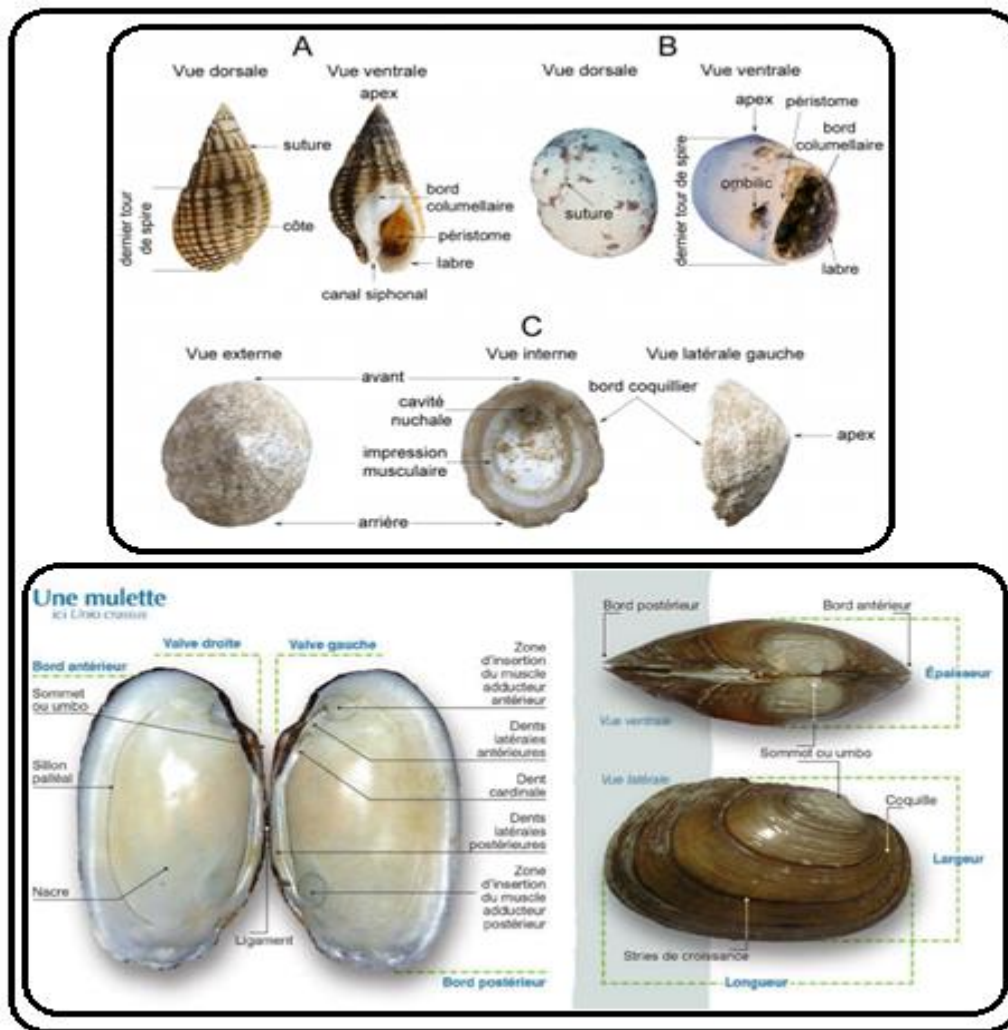 A
Vue dorsale
Vue ventrale
apex
suture
dernier tour
de spire
côte
bord
columellaire
péristome
labre
canal siphonal
B
Vue dorsale
Vue ventrale
apex
péristome
bord
columellaire
ombilic
dernier tour de spire
suture
labre
C
Vue externe
Vue interne
Vue latérale gauche
avant
bord coquillier
cavité
nuchale
impression
musculaire
apex
arrière
Une mulette
ici Unio crassus
Valve droite
Valve gauche
Bord antérieur
Sommet
ou umbo
Sillon
palléal
Nacre
Ligament
Zone
d'insertion
du muscle
adducteur
antérieur
Dents
latérales
antérieures
Dent
cardinale
Dents
latérales
postérieures
Zone
d'insertion
du muscle
adducteur
postérieur
Bord postérieur
Bord postérieur
Bord antérieur
Épaisseur
Vue ventrale
Sommet ou umbo
Vue latérale
Coquille
Largeur
Stries de croissance
Longueur